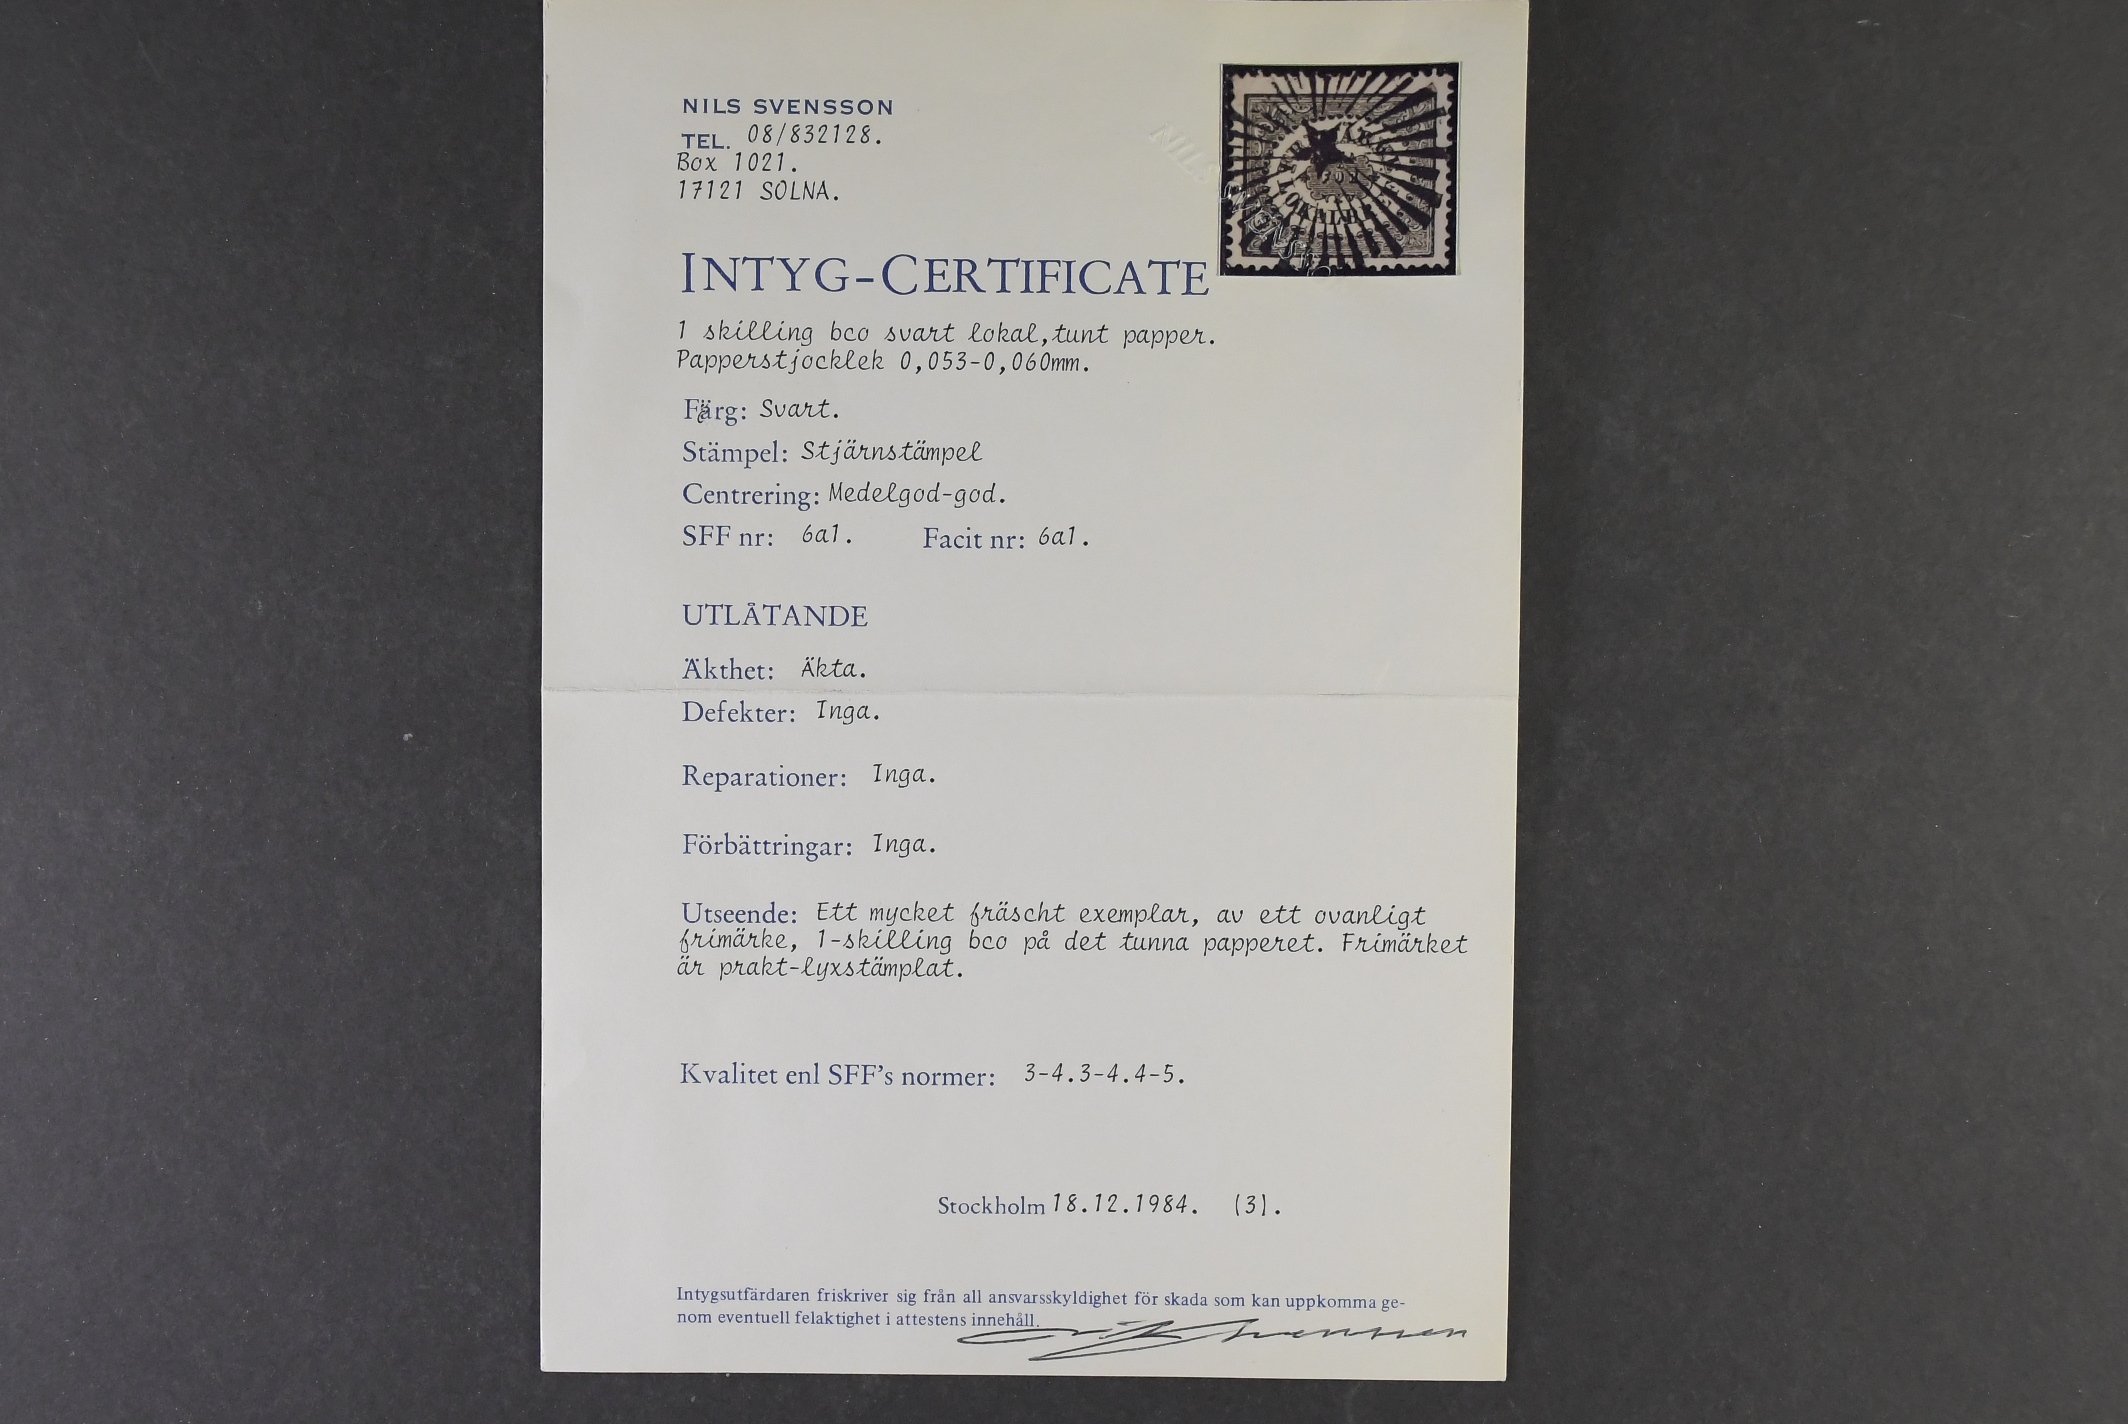 NILS SVENSSON
TEL. 08/832128.
Box 1021.
17121 SOLNA.
INTYG-CERTIFICATE
1 skilling bco svart lokal, tunt papper.
Papperstjocklek 0,053-0,060mm.
Färg: Svart.
Stämpel: Stjärnstämpel
Centrering: Medelgod-god.
SFF nr: 6a1. Facit nr: 6a1.
UTLÅTANDE
Äkthet: Äkta.
Defekter: Inga.
Reparationer: Inga.
Förbättringar: Inga.
Utseende: Ett mycket fräscht exemplar, av ett ovanligt
frimärke, 1-skilling bco på det tunna papperet. Frimärket
är prakt-lyxstämplat.
Kvalitet enl SFF's normer: 3-4.3-4.4-5.
Stockholm 18.12.1984. (3).
Intygsutfärdaren friskriver sig från all ansvarsskyldighet för skada som kan uppkomma ge-
nom eventuell felaktighet i attestens innehåll.